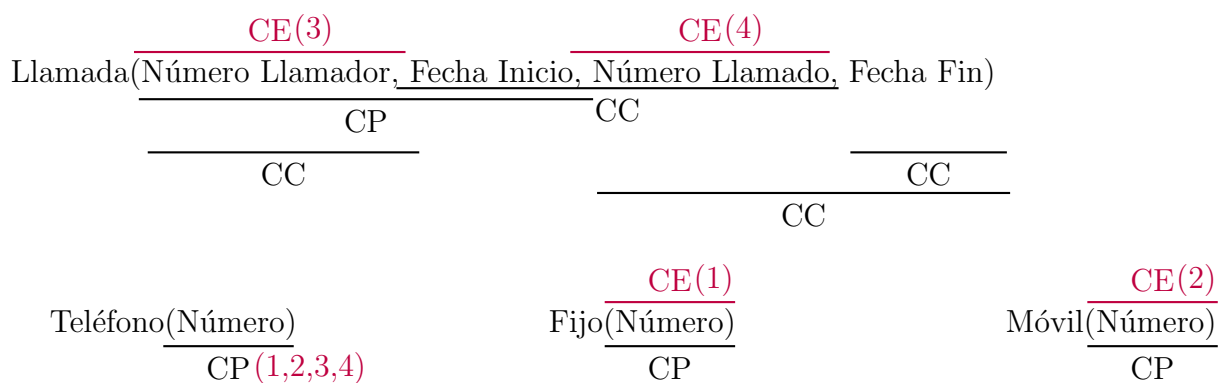 CE(3) CE(4)
Llamada(Número Llamador, Fecha Inicio, Número Llamado, Fecha Fin)
CP CC
CC CC
CC
CE(1) CE(2)
Teléfono(Número) Fijo(Número) Móvil(Número)
CP(1,2,3,4) CP CP